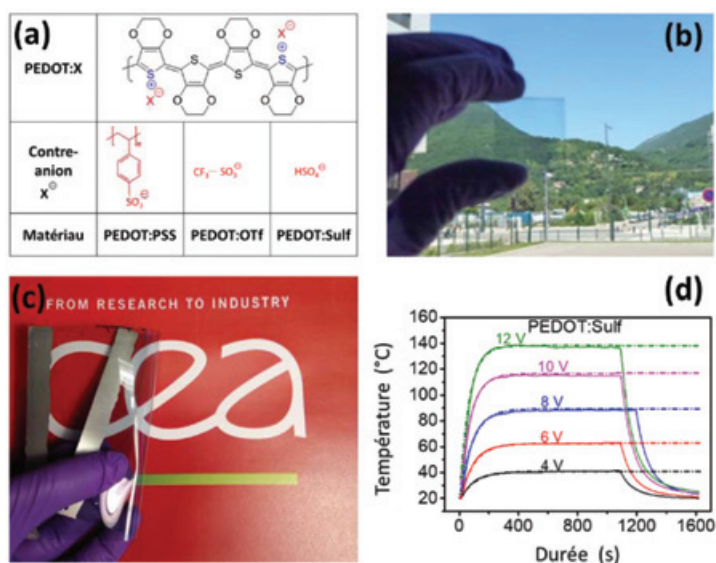 (a)
PEDOT:X
O O O O
S S S S
⊕ ⊕
X⊖ X⊖
O O O O
Contre-
anion
X⊖
n
SO₃⊖
CF₃–SO₃⊖
HSO₄⊖
Matériau PEDOT:PSS PEDOT:OTf PEDOT:Sulf
(b)
(c)
FROM RESEARCH TO INDUSTRY
cea
(d)
PEDOT:Sulf
12 V
10 V
8 V
6 V
4 V
160
140
120
100
80
60
40
20
Température (°C)
0 400 800 1200 1600
Durée (s)